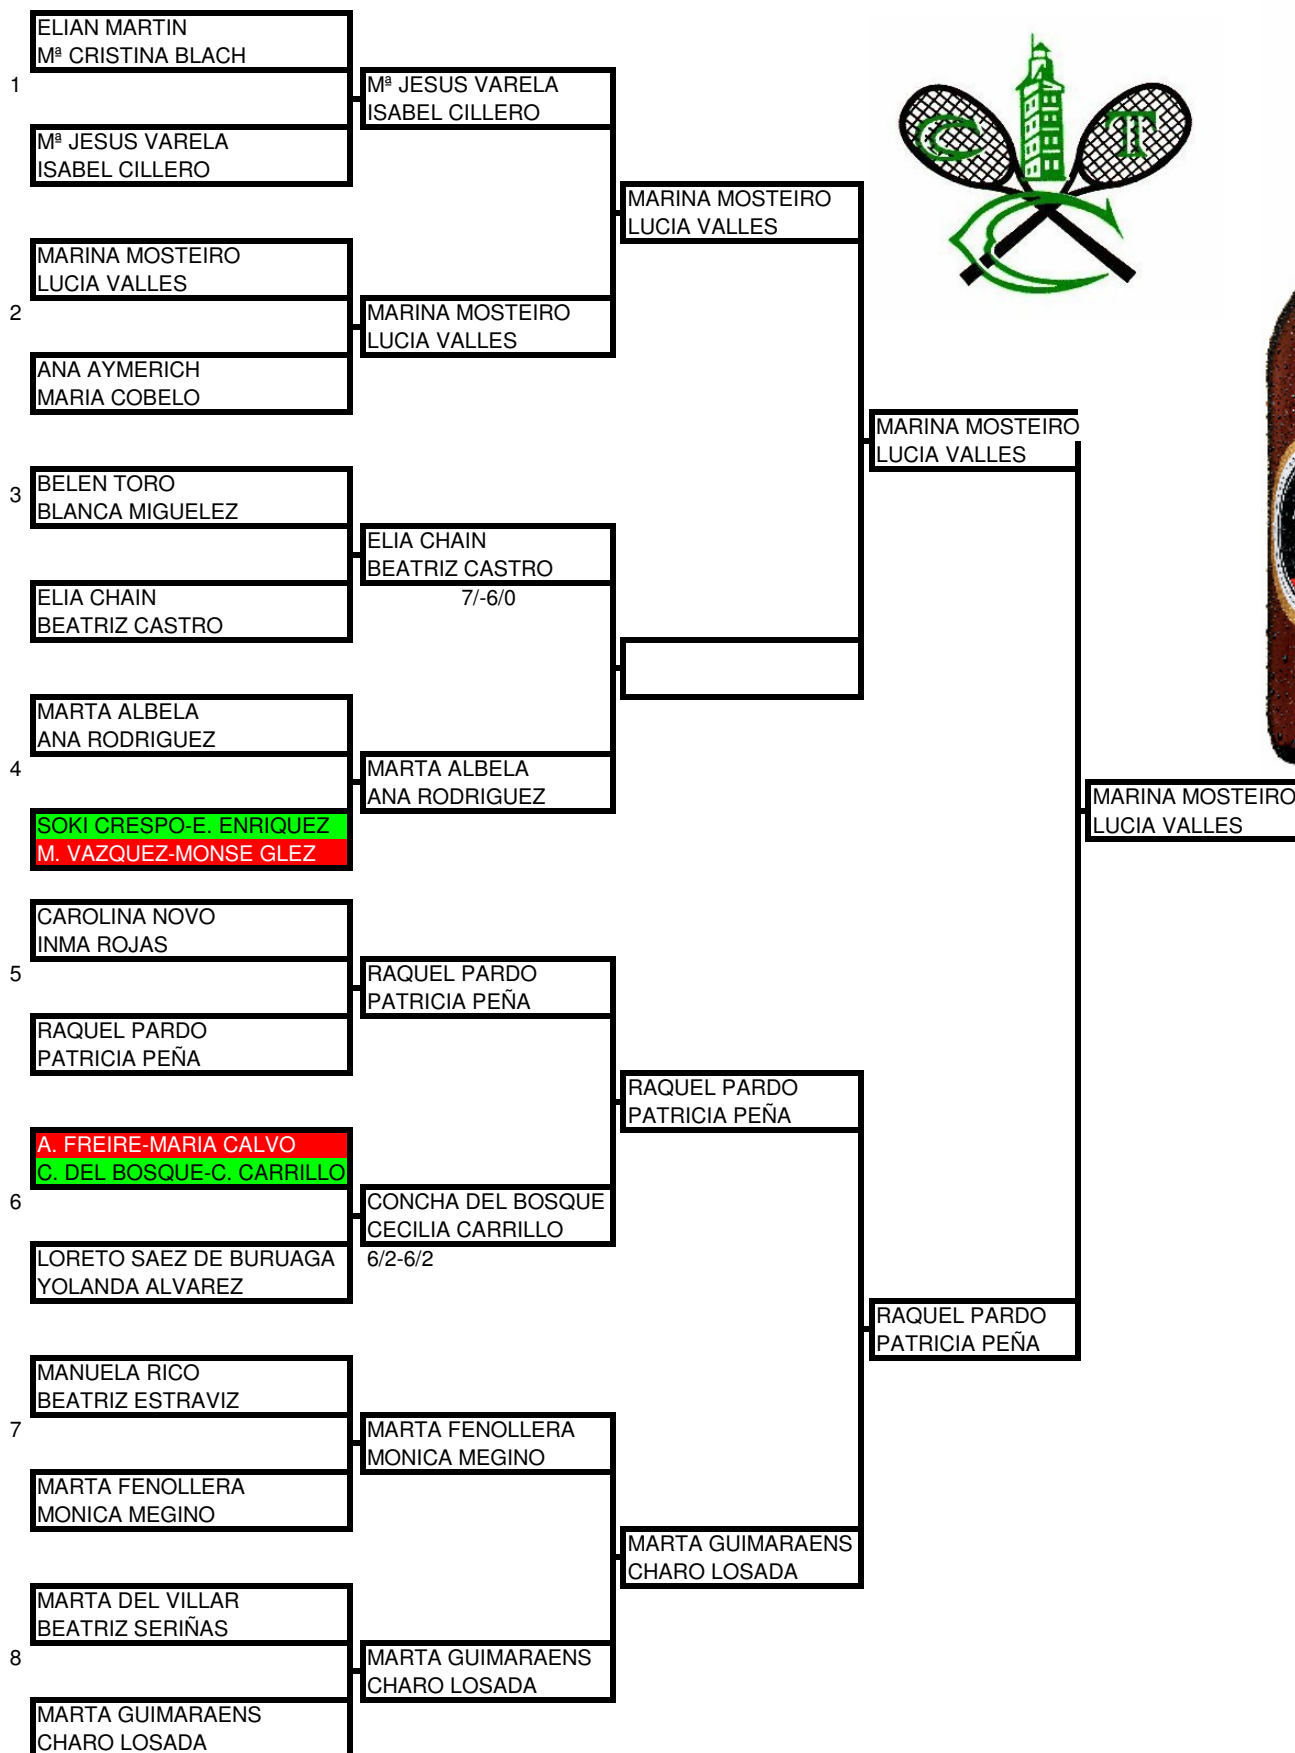 ELIAN MARTIN
Mª CRISTINA BLACH
1
Mª JESUS VARELA
ISABEL CILLERO
Mª JESUS VARELA
ISABEL CILLERO
MARINA MOSTEIRO
LUCIA VALLES
MARINA MOSTEIRO
LUCIA VALLES
2
MARINA MOSTEIRO
LUCIA VALLES
ANA AYMERICH
MARIA COBELO
MARINA MOSTEIRO
LUCIA VALLES
3
BELEN TORO
BLANCA MIGUELEZ
ELIA CHAIN
BEATRIZ CASTRO
7/-6/0
ELIA CHAIN
BEATRIZ CASTRO
MARTA ALBELA
ANA RODRIGUEZ
4
MARTA ALBELA
ANA RODRIGUEZ
SOKI CRESPO-E. ENRIQUEZ
M. VAZQUEZ-MONSE GLEZ
MARINA MOSTEIRO
LUCIA VALLES
CAROLINA NOVO
INMA ROJAS
5
RAQUEL PARDO
PATRICIA PEÑA
RAQUEL PARDO
PATRICIA PEÑA
RAQUEL PARDO
PATRICIA PEÑA
A. FREIRE-MARIA CALVO
C. DEL BOSQUE-C. CARRILLO
6
CONCHA DEL BOSQUE
CECILIA CARRILLO
6/2-6/2
LORETO SAEZ DE BURUAGA
YOLANDA ALVAREZ
RAQUEL PARDO
PATRICIA PEÑA
MANUELA RICO
BEATRIZ ESTRAVIZ
7
MARTA FENOLLERA
MONICA MEGINO
MARTA FENOLLERA
MONICA MEGINO
MARTA GUIMARAENS
CHARO LOSADA
MARTA DEL VILLAR
BEATRIZ SERIÑAS
8
MARTA GUIMARAENS
CHARO LOSADA
MARTA GUIMARAENS
CHARO LOSADA
C T
C